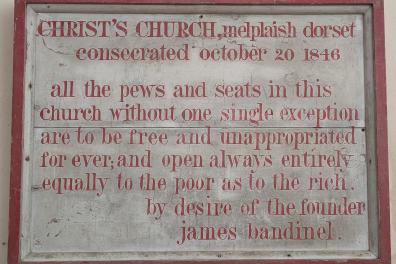 CHRIST'S CHURCH, melplaish dorset
consecrated october 20 1846
all the pews and seats in this
church without one single exception
are to be free and unappropriated
for ever; and open always entirely
equally to the poor as to the rich.
by desire of the founder
james bandinel.